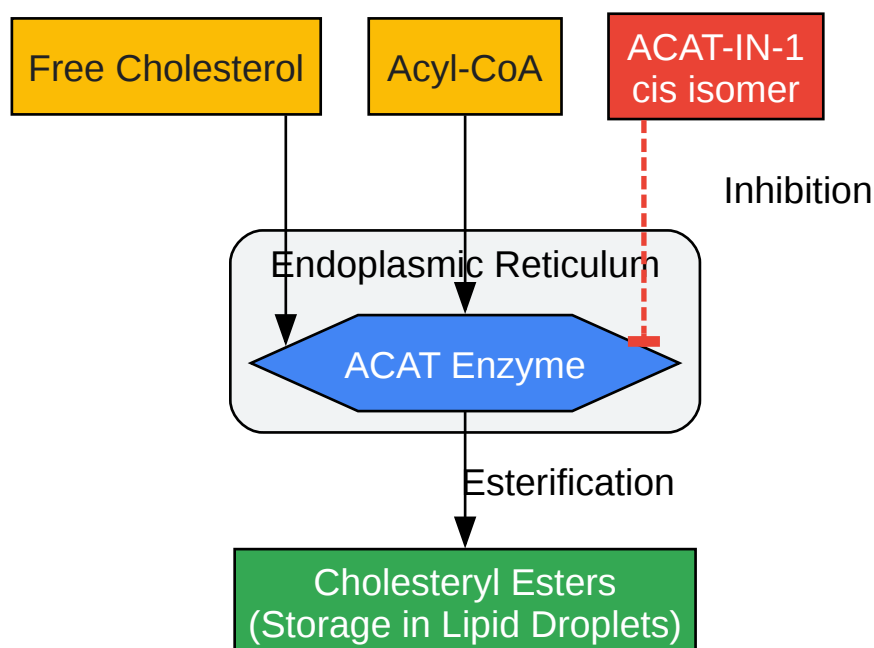 Free Cholesterol
Acyl-CoA
ACAT-IN-1
cis isomer
Inhibition
Endoplasmic Reticulum
ACAT Enzyme
Esterification
Cholesteryl Esters
(Storage in Lipid Droplets)